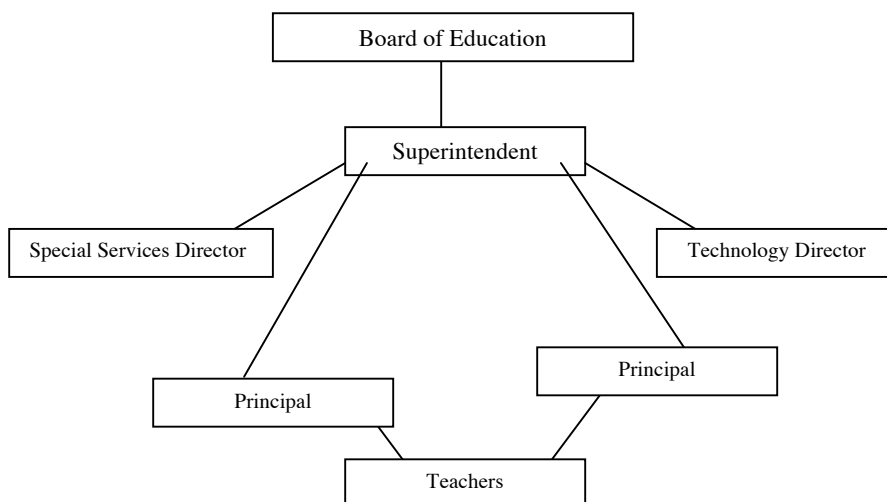 Board of Education
Superintendent
Special Services Director
Technology Director
Principal
Principal
Teachers